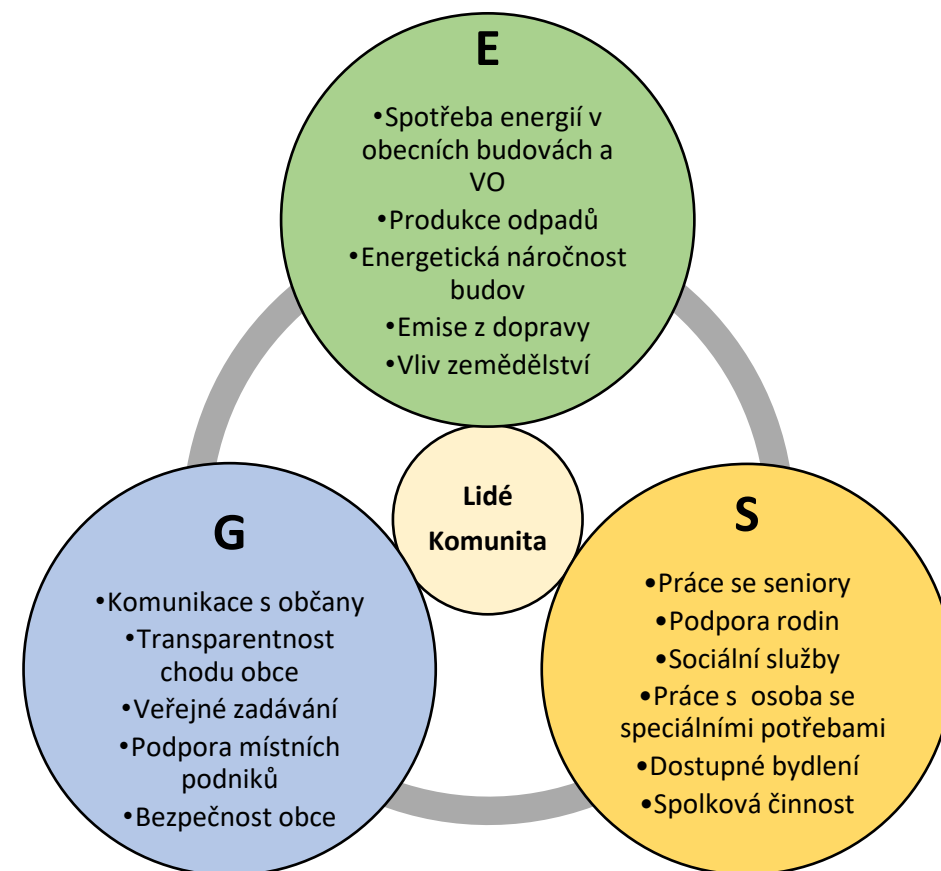 E
•Spotřeba energií v
obecních budovách a
VO
•Produkce odpadů
•Energetická náročnost
budov
•Emise z dopravy
•Vliv zemědělství
Lidé
Komunita
G
•Komunikace s občany
•Transparentnost
chodu obce
•Veřejné zadávání
•Podpora místních
podniků
•Bezpečnost obce
S
•Práce se seniory
•Podpora rodin
•Sociální služby
•Práce s osoba se
speciálními potřebami
•Dostupné bydlení
•Spolková činnost